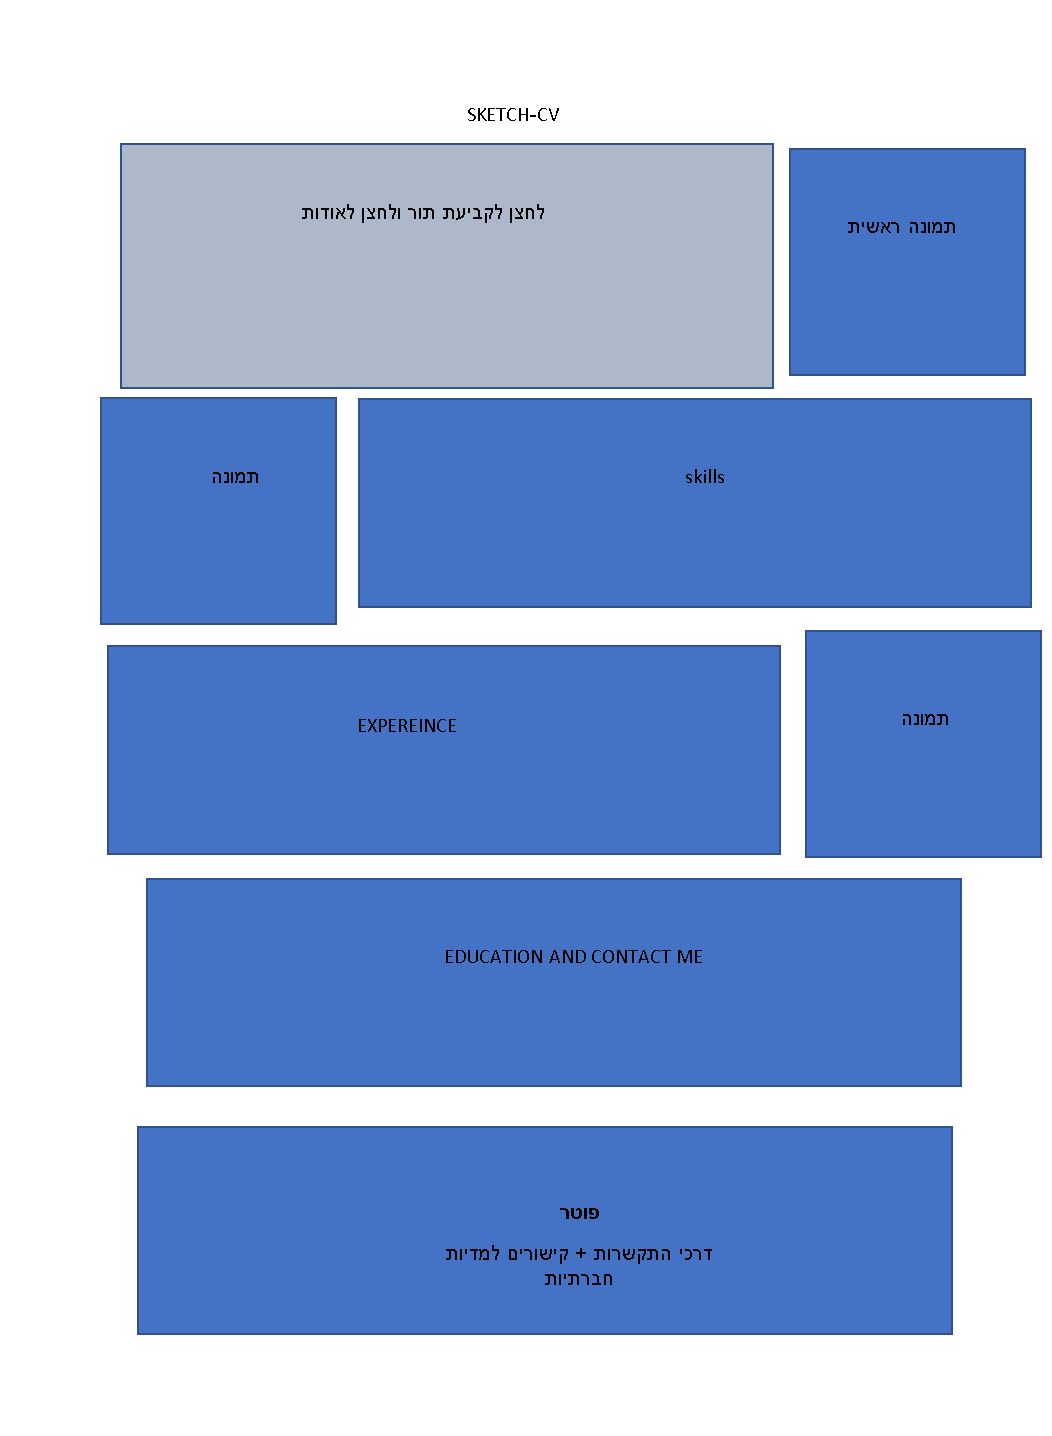 SKETCH-CV
לחצן לקביעת תור ולחצן לאודות
תמונה ראשית
תמונה
skills
EXPEREINCE
תמונה
EDUCATION AND CONTACT ME
פוטר
דרכי התקשרות + קישורים למדיות
חברתיות